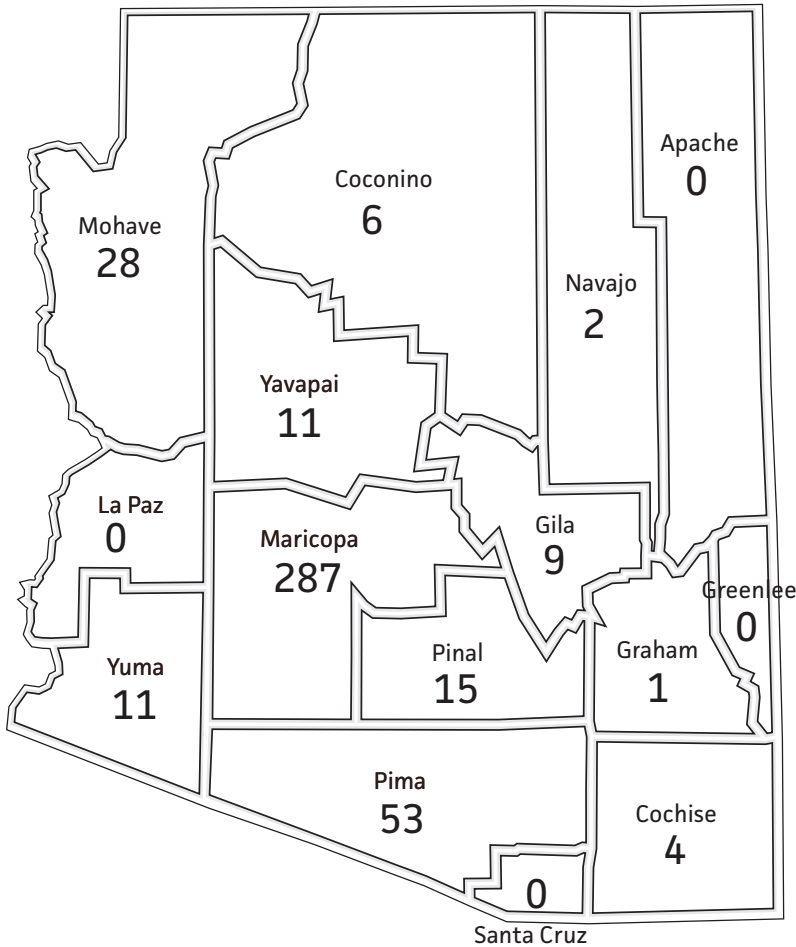 Apache
0
Coconino
6
Mohave
28
Navajo
2
Yavapai
11
La Paz
0
Maricopa
287
Gila
9
Greenlee
0
Graham
1
Pinal
15
Yuma
11
Pima
53
Cochise
4
0
Santa Cruz